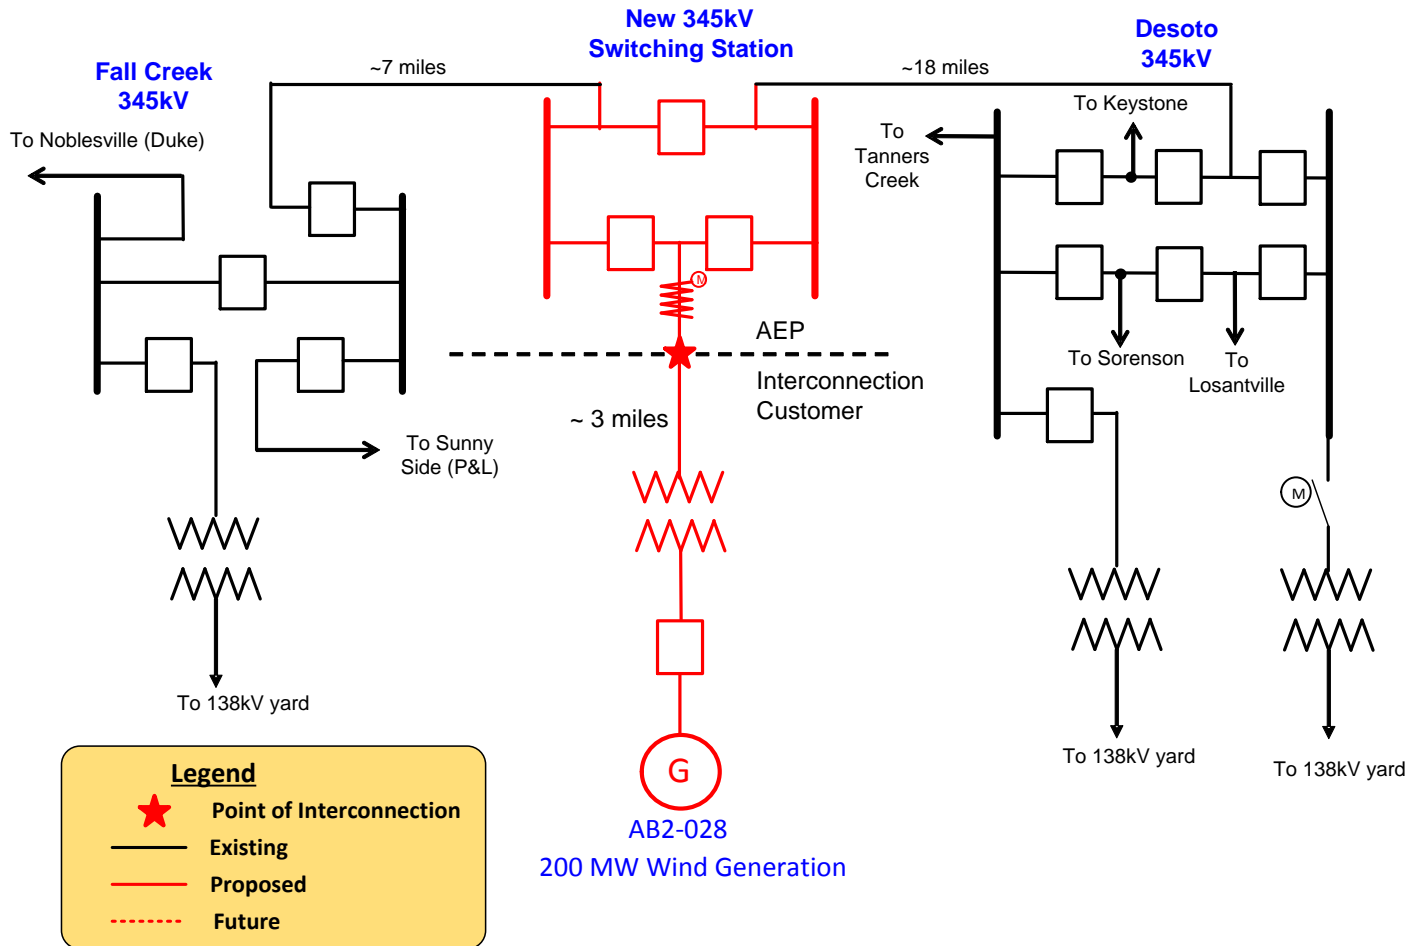 New 345kV
Switching Station
Desoto
345kV
Fall Creek
345kV
~7 miles
~18 miles
To Keystone
To Noblesville (Duke)
To
Tanners
Creek
M
AEP
Interconnection
Customer
To Sorenson
To
Losantville
~ 3 miles
To Sunny
Side (P&L)
M
To 138kV yard
To 138kV yard
To 138kV yard
G
AB2-028
200 MW Wind Generation
Legend
Point of Interconnection
Existing
Proposed
Future